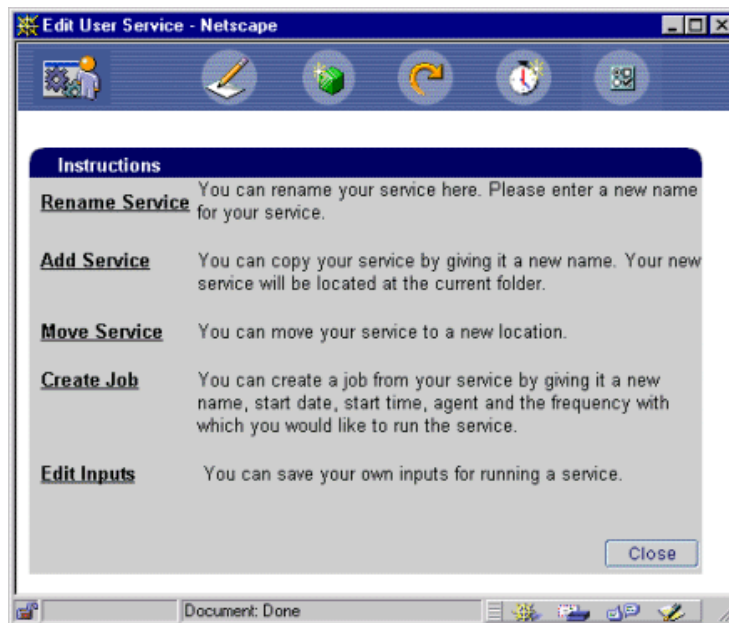 Edit User Service - Netscape
Instructions
Rename Service
You can rename your service here. Please enter a new name
for your service.
Add Service
You can copy your service by giving it a new name. Your new
service will be located at the current folder.
Move Service
You can move your service to a new location.
Create Job
You can create a job from your service by giving it a new
name, start date, start time, agent and the frequency with
which you would like to run the service.
Edit Inputs
You can save your own inputs for running a service.
Close
Document: Done